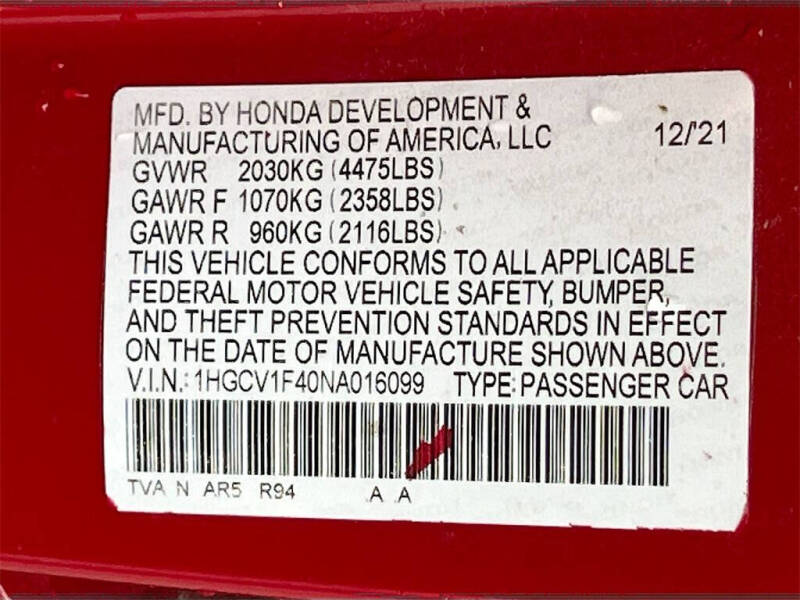 MFD. BY HONDA DEVELOPMENT &
MANUFACTURING OF AMERICA, LLC 12/'21
GVWR 2030KG (4475LBS)
GAWR F 1070KG (2358LBS)
GAWR R 960KG (2116LBS)
THIS VEHICLE CONFORMS TO ALL APPLICABLE
FEDERAL MOTOR VEHICLE SAFETY, BUMPER,
AND THEFT PREVENTION STANDARDS IN EFFECT
ON THE DATE OF MANUFACTURE SHOWN ABOVE.
V.I.N.: 1HGCV1F40NA016099 TYPE: PASSENGER CAR
TVA N AR5 R94 A A